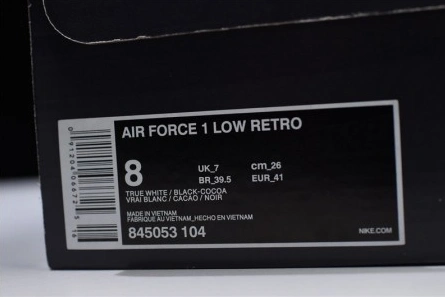 AIR FORCE 1 LOW RETRO
8 UK_7 cm_26
BR_39.5 EUR_41
TRUE WHITE / BLACK-COCOA
VRAI BLANC / CACAO / NOIR
MADE IN VIETNAM
FABRIQUE AU VIETNAM_HECHO EN VIETNAM
845053 104
NIKE.COM